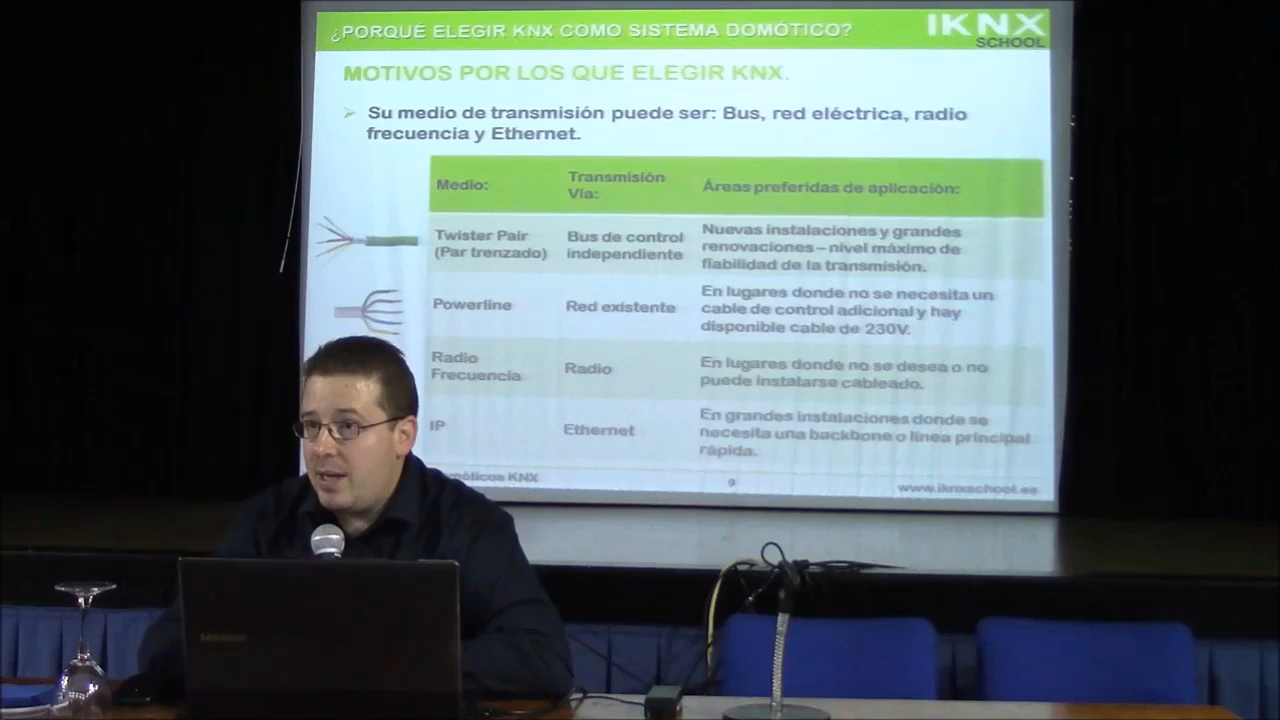 ¿PORQUÉ ELEGIR KNX COMO SISTEMA DOMÓTICO?
IKNX
SCHOOL
MOTIVOS POR LOS QUE ELEGIR KNX.
Su medio de transmisión puede ser: Bus, red eléctrica, radio
frecuencia y Ethernet.
Medio:
Transmisión
Vía:
Áreas preferidas de aplicación:
Twister Pair
(Par trenzado)
Bus de control
independiente
Nuevas instalaciones y grandes
renovaciones – nivel máximo de
fiabilidad de la transmisión.
Powerline
Red existente
En lugares donde no se necesita un
cable de control adicional y hay
disponible cable de 230V.
Radio
Frecuencia
Radio
En lugares donde no se desea o no
puede instalarse cableado.
IP
Ethernet
En grandes instalaciones donde se
necesita una backbone o línea principal
rápida.
móticos KNX
9
www.iknxschool.es
SAMSUNG